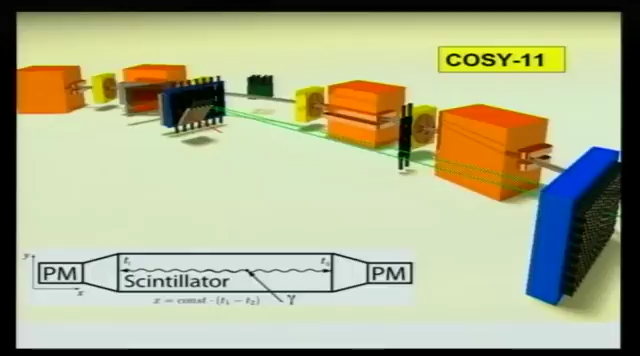 COSY-11
y
t₁
t₂
PM
Scintillator
PM
x
x = const · (t₁ − t₂)
γ